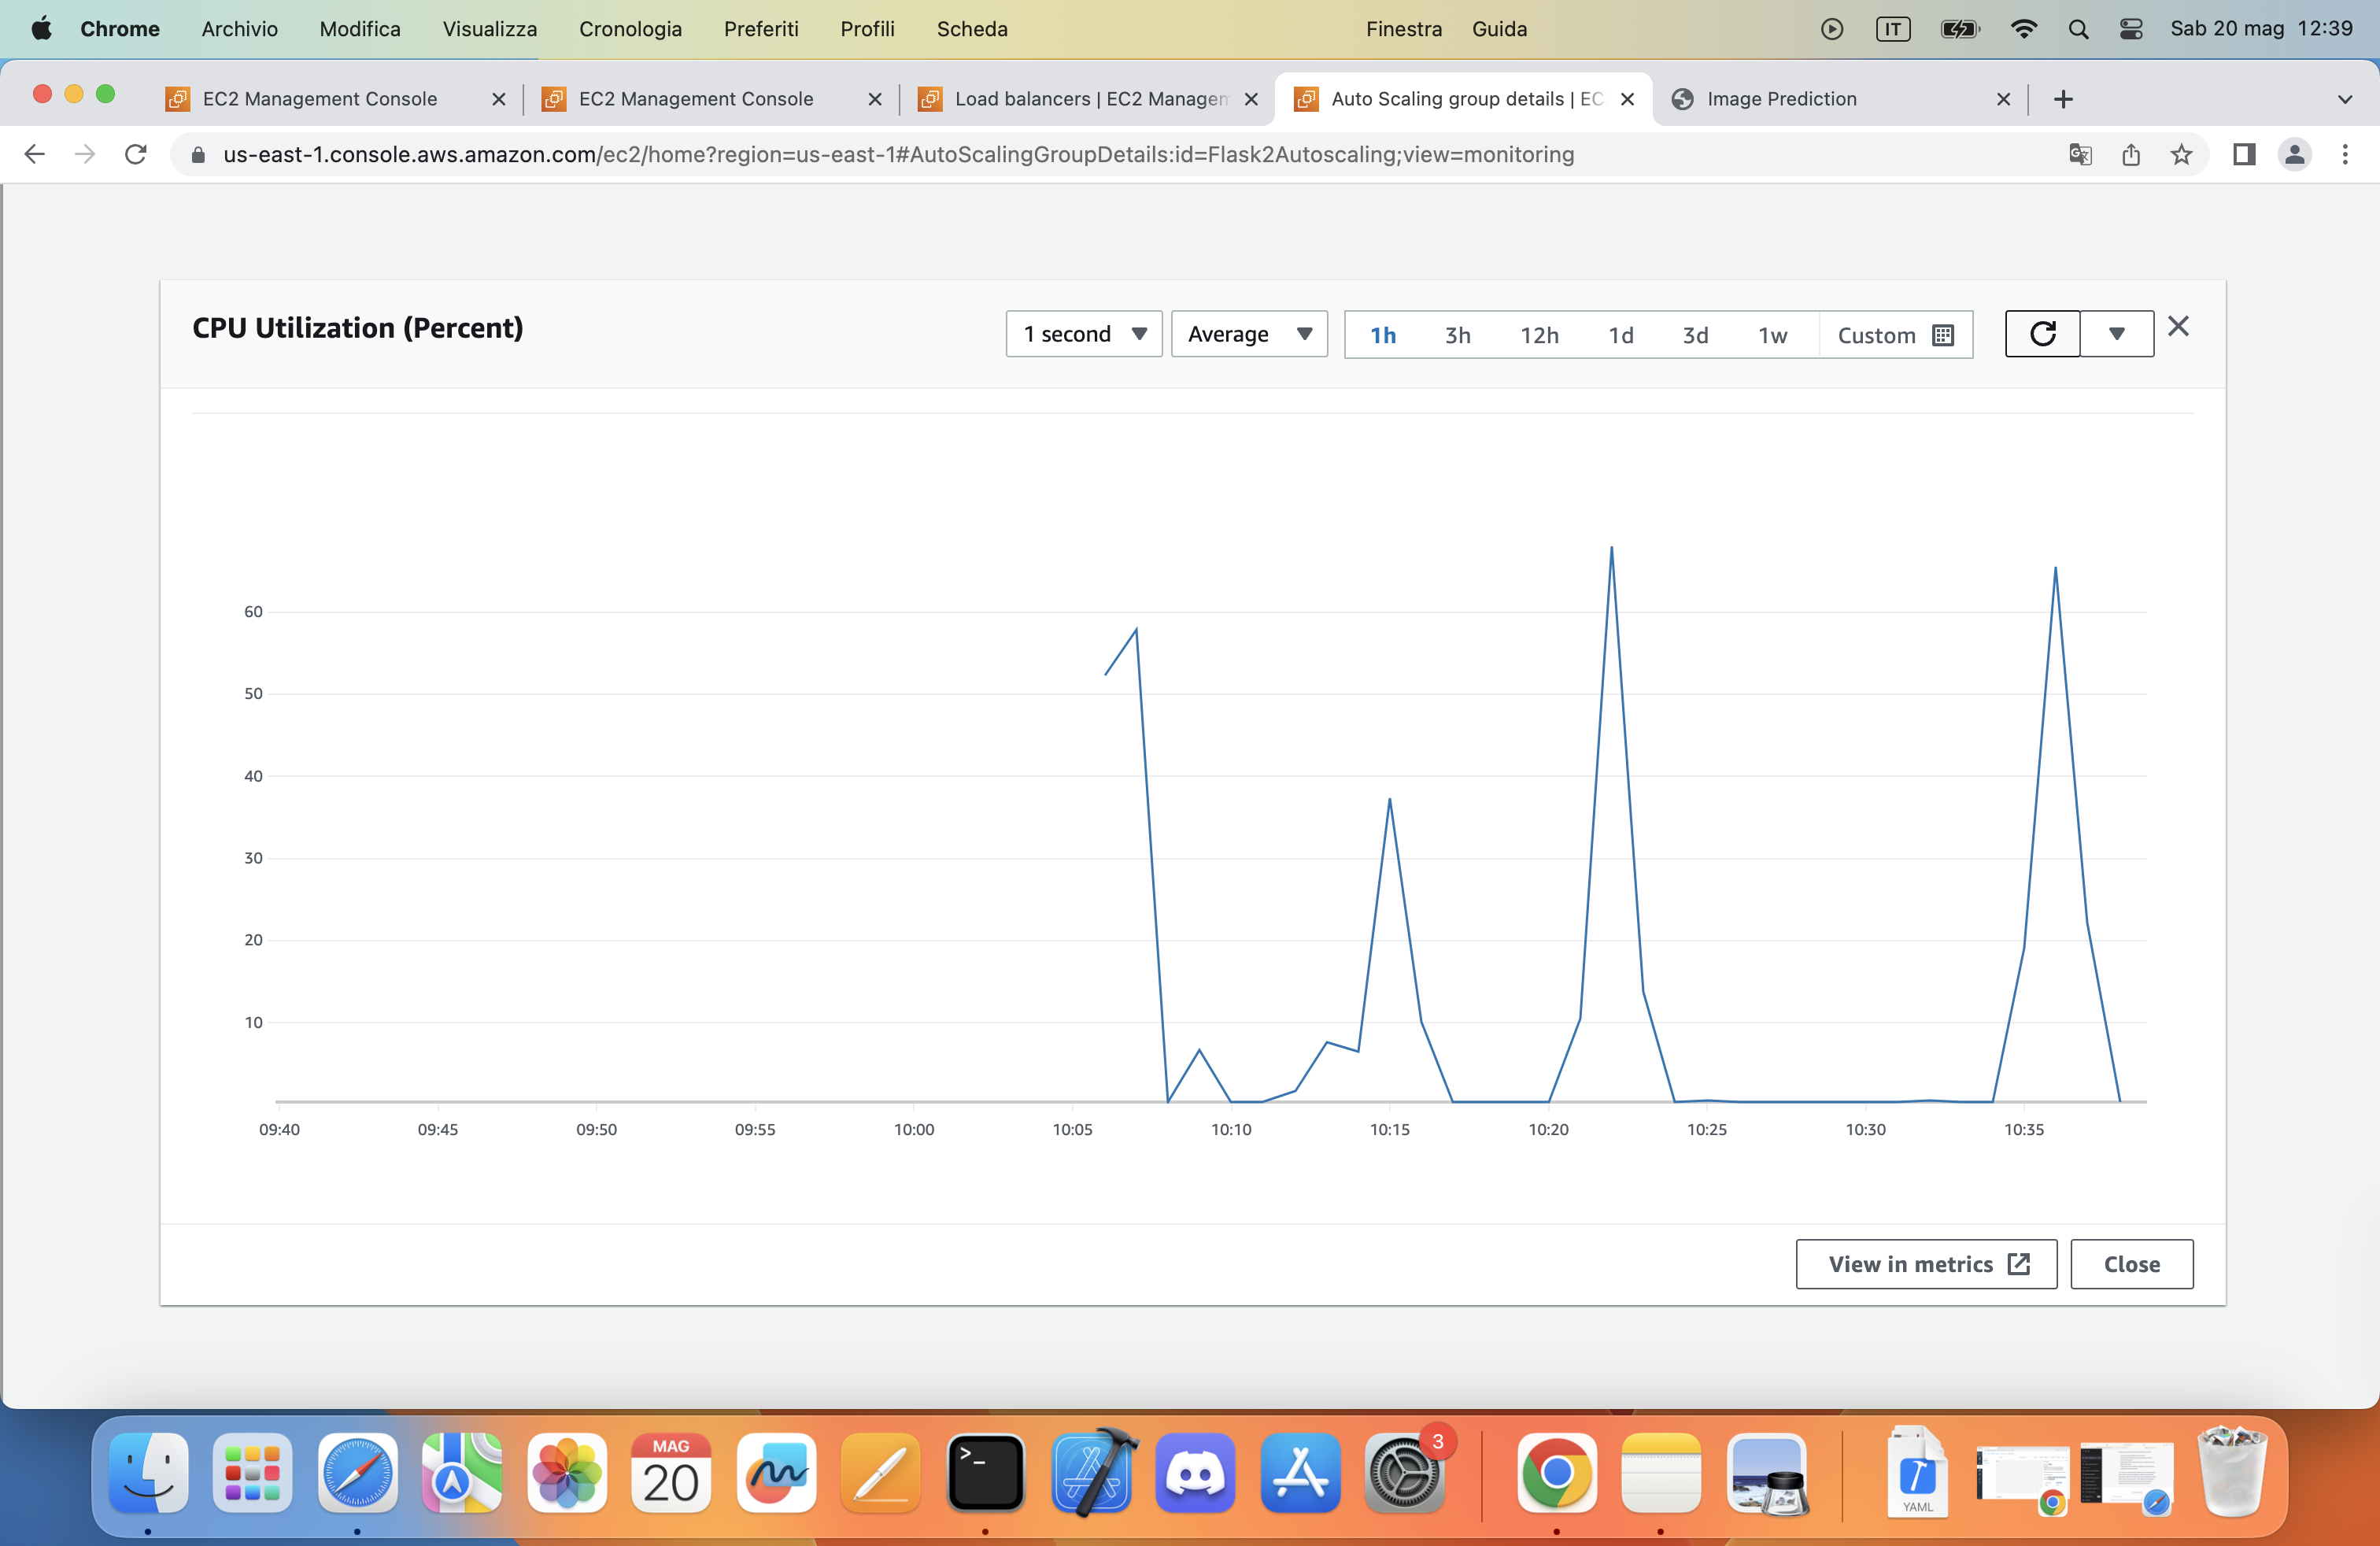 Chrome Archivio Modifica Visualizza Cronologia Preferiti Profili Scheda Finestra Guida IT Sab 20 mag 12:39
EC2 Management Console EC2 Management Console Load balancers | EC2 Managem Auto Scaling group details | EC Image Prediction
us-east-1.console.aws.amazon.com/ec2/home?region=us-east-1#AutoScalingGroupDetails:id=Flask2Autoscaling;view=monitoring
CPU Utilization (Percent) 1 second Average 1h 3h 12h 1d 3d 1w Custom
60
50
40
30
20
10
09:40 09:45 09:50 09:55 10:00 10:05 10:10 10:15 10:20 10:25 10:30 10:35
View in metrics Close
MAG
20
>_
3
YAML